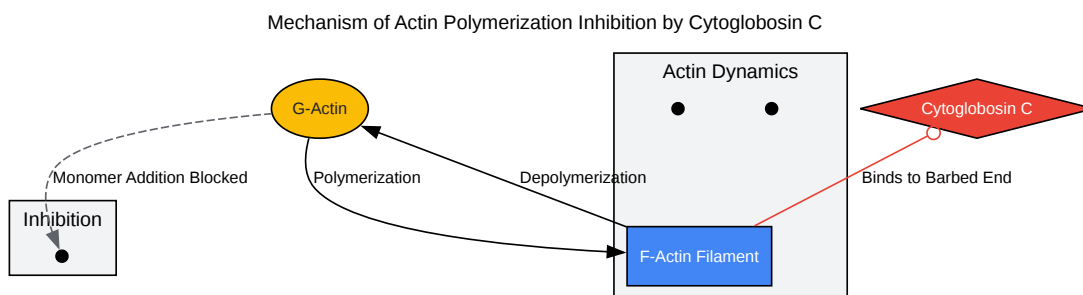 Mechanism of Actin Polymerization Inhibition by Cytoglobosin C
Actin Dynamics
G-Actin
Cytoglobosin C
Monomer Addition Blocked
Polymerization
Depolymerization
Binds to Barbed End
Inhibition
F-Actin Filament